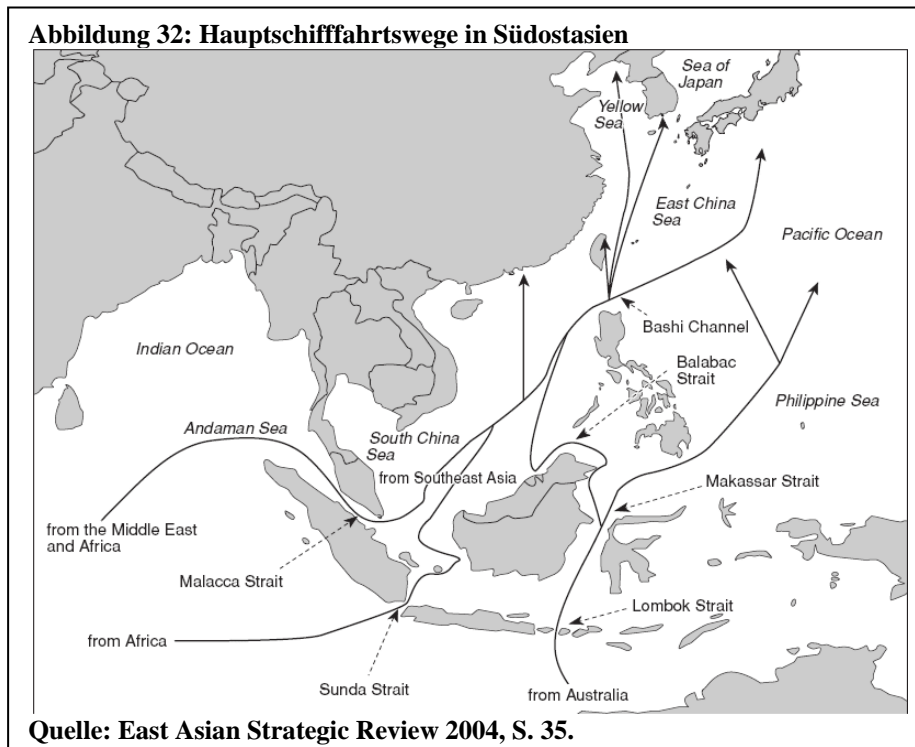 Abbildung 32: Hauptschifffahrtswege in Südostasien
Sea of
Japan
Yellow
Sea
East China
Sea
Pacific Ocean
Bashi Channel
Indian Ocean
Balabac
Strait
Andaman Sea
South China
Sea
Philippine Sea
from Southeast Asia
Makassar Strait
from the Middle East
and Africa
Malacca Strait
Lombok Strait
from Africa
Sunda Strait
from Australia
Quelle: East Asian Strategic Review 2004, S. 35.